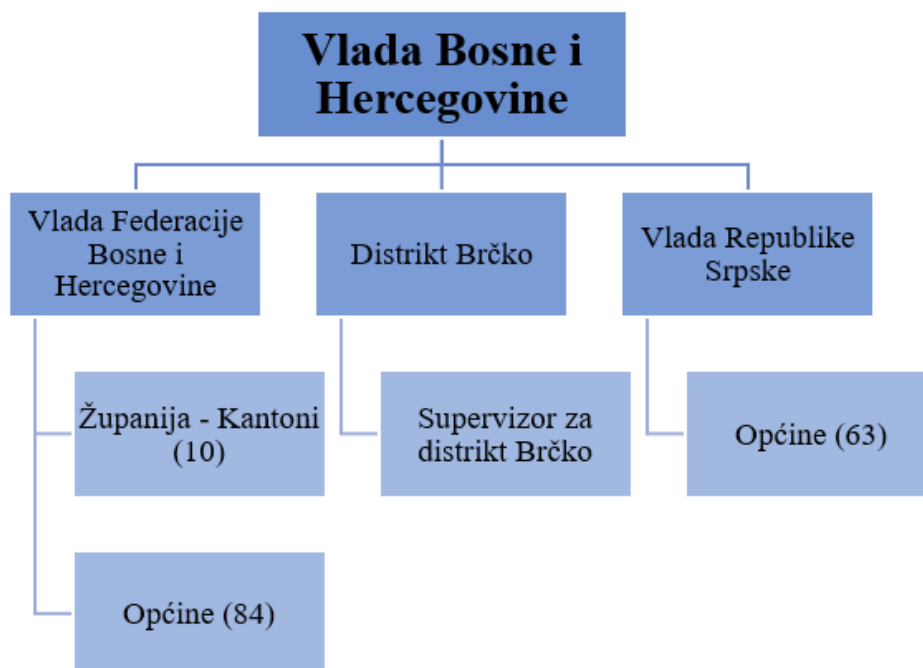 Vlada Bosne i
Hercegovine
Vlada Federacije
Bosne i
Hercegovine
Distrikt Brčko
Vlada Republike
Srpske
Županija - Kantoni
(10)
Supervizor za
distrikt Brčko
Općine (63)
Općine (84)